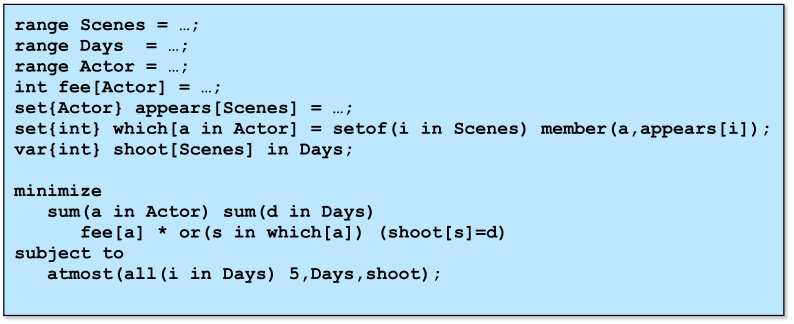 range Scenes = …;
range Days  = …;
range Actor = …;
int fee[Actor] = …;
set{Actor} appears[Scenes] = …;
set{int} which[a in Actor] = setof(i in Scenes) member(a,appears[i]);
var{int} shoot[Scenes] in Days;
minimize
   sum(a in Actor) sum(d in Days)
      fee[a] * or(s in which[a]) (shoot[s]=d)
subject to
   atmost(all(i in Days) 5,Days,shoot);